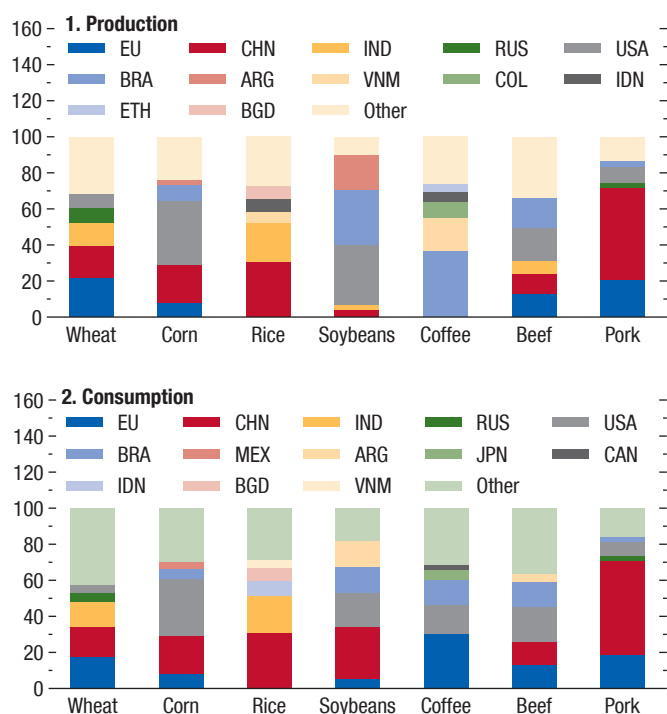 1. Production
160
140
120
100
80
60
40
20
0
EU CHN IND RUS USA
BRA ARG VNM COL IDN
ETH BGD Other
Wheat Corn Rice Soybeans Coffee Beef Pork
2. Consumption
160
140
120
100
80
60
40
20
0
EU CHN IND RUS USA
BRA MEX ARG JPN CAN
IDN BGD VNM Other
Wheat Corn Rice Soybeans Coffee Beef Pork